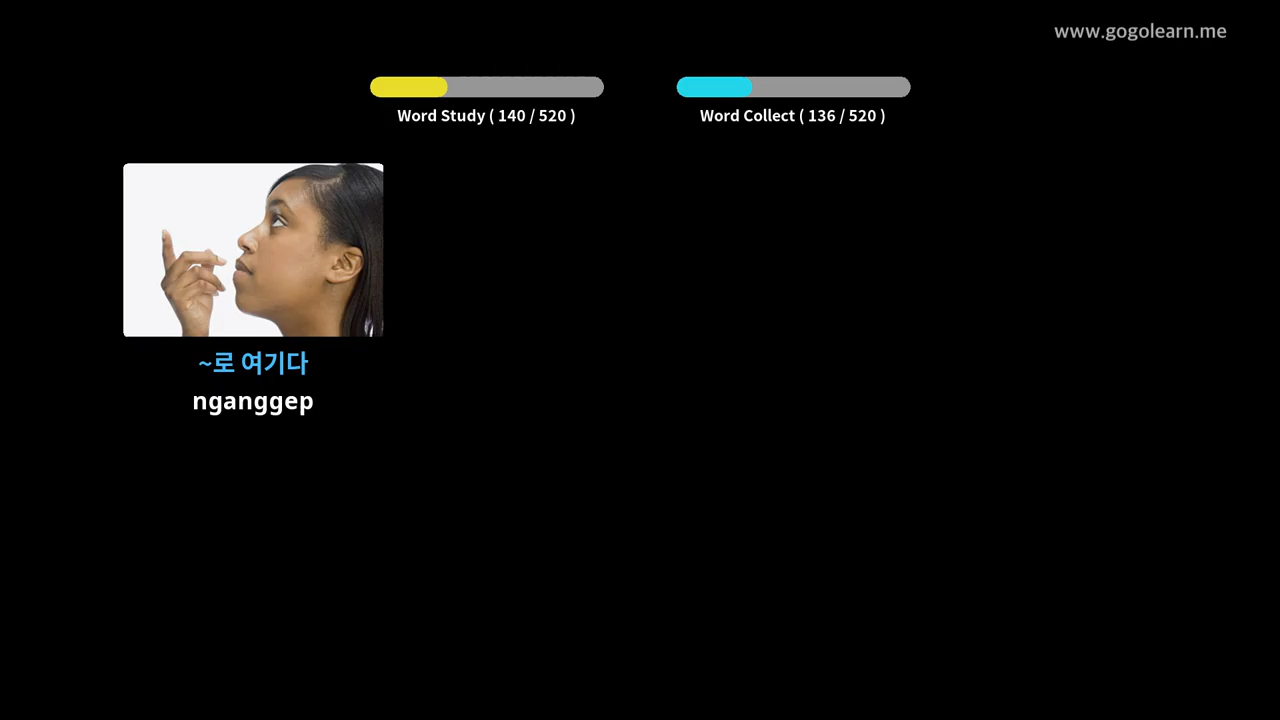 www.gogolearn.me
Word Study ( 140 / 520 )
Word Collect ( 136 / 520 )
~로 여기다
nganggep